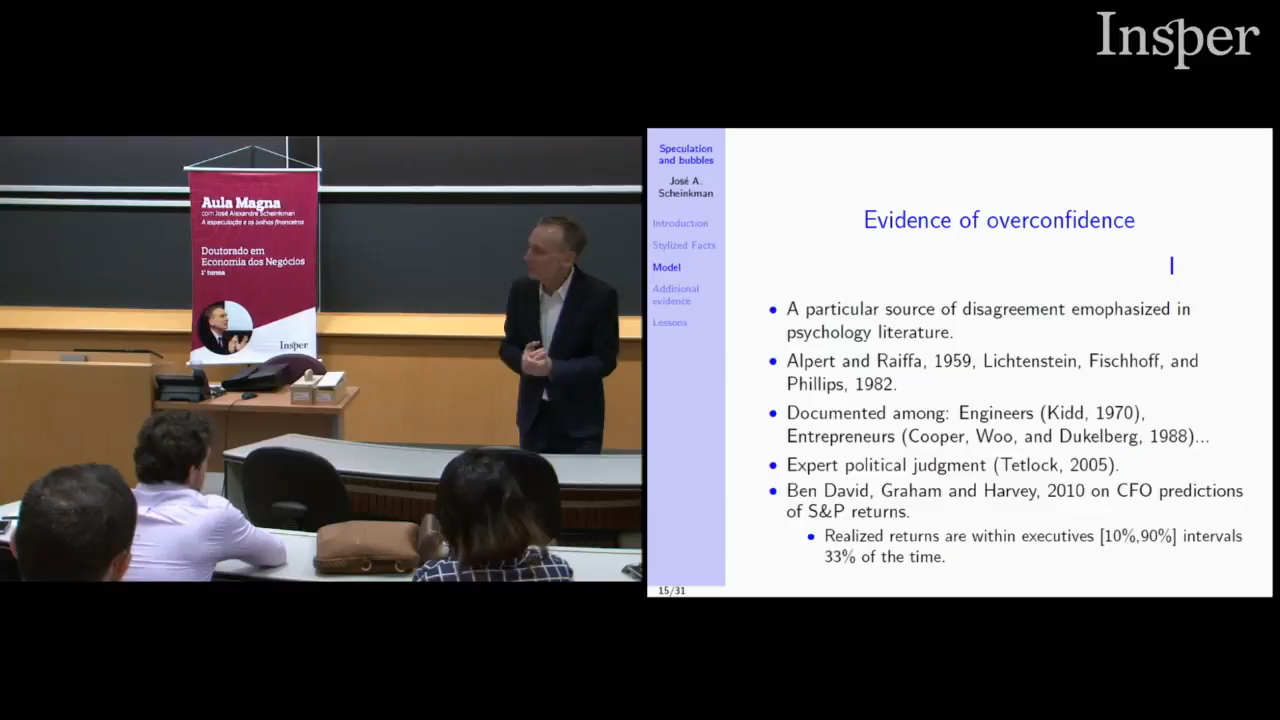 Insper
Aula Magna
com José Alexandre Scheinkman
A especulação e as bolhas financeiras
Doutorado em
Economia dos Negócios
1ª turma
Insper
Speculation
and bubbles
José A.
Scheinkman
Introduction
Stylized Facts
Model
Additional
evidence
Lessons
Evidence of overconfidence
• A particular source of disagreement emophasized in
psychology literature.
• Alpert and Raiffa, 1959, Lichtenstein, Fischhoff, and
Phillips, 1982.
• Documented among: Engineers (Kidd, 1970),
Entrepreneurs (Cooper, Woo, and Dukelberg, 1988)...
• Expert political judgment (Tetlock, 2005).
• Ben David, Graham and Harvey, 2010 on CFO predictions
of S&P returns.
• Realized returns are within executives [10%,90%] intervals
33% of the time.
15/31